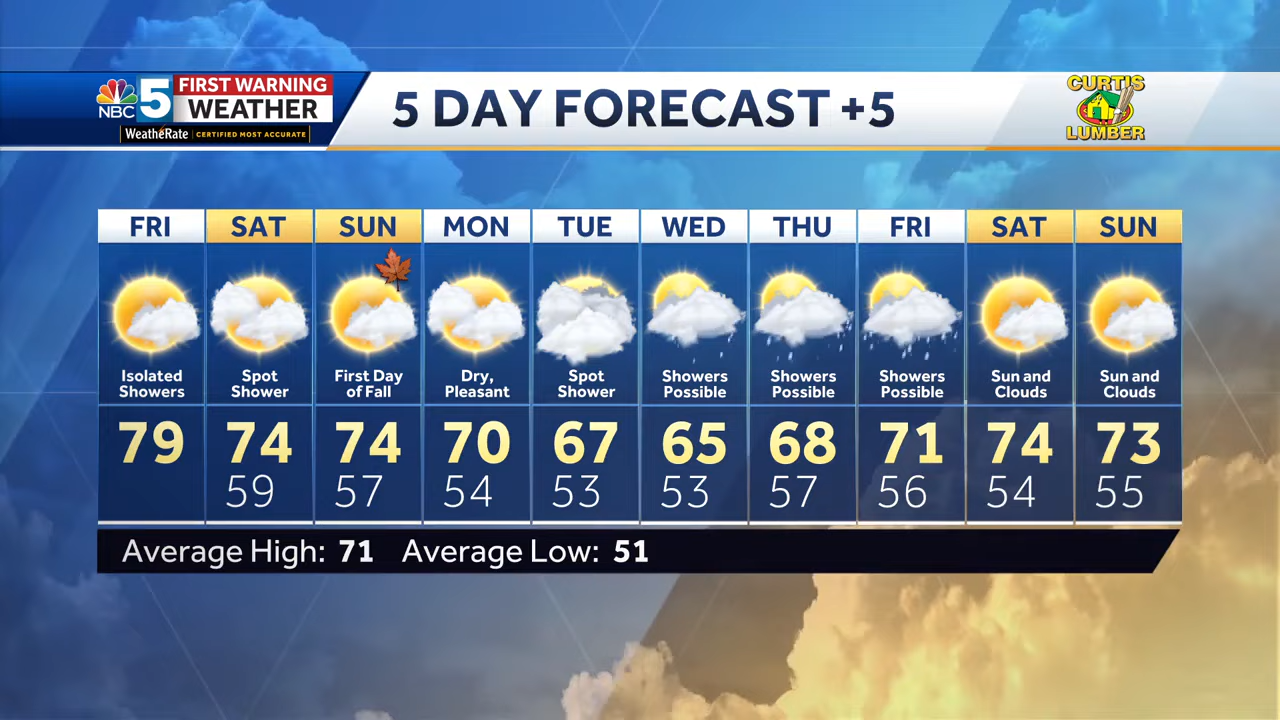 NBC 5 FIRST WARNING
WEATHER
WeatheRate CERTIFIED MOST ACCURATE
5 DAY FORECAST +5
CURTIS
LUMBER
FRI SAT SUN MON TUE WED THU FRI SAT SUN
Isolated Spot First Day Dry, Spot Showers Showers Showers Sun and Sun and
Showers Shower of Fall Pleasant Shower Possible Possible Possible Clouds Clouds
79 74 74 70 67 65 68 71 74 73
59 57 54 53 53 57 56 54 55
Average High: 71 Average Low: 51